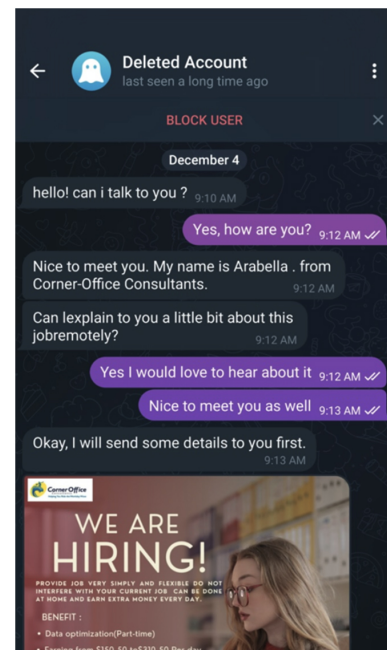 Deleted Account
last seen a long time ago
BLOCK USER
December 4
hello! can i talk to you ?
9:10 AM
Yes, how are you?
9:12 AM
Nice to meet you. My name is Arabella . from
Corner-Office Consultants.
9:12 AM
Can lexplain to you a little bit about this
jobremotely?
9:12 AM
Yes I would love to hear about it
9:12 AM
Nice to meet you as well
9:13 AM
Okay, I will send some details to you first.
9:13 AM
Corner Office
WE ARE
HIRING!
PROVIDE JOB VERY SIMPLY AND FLEXIBLE DO NOT
INTERFERE WITH YOUR CURRENT JOB CAN BE DONE
AT HOME AND EARN EXTRA MONEY EVERY DAY.
BENEFIT :
• Data optimization(Part-time)